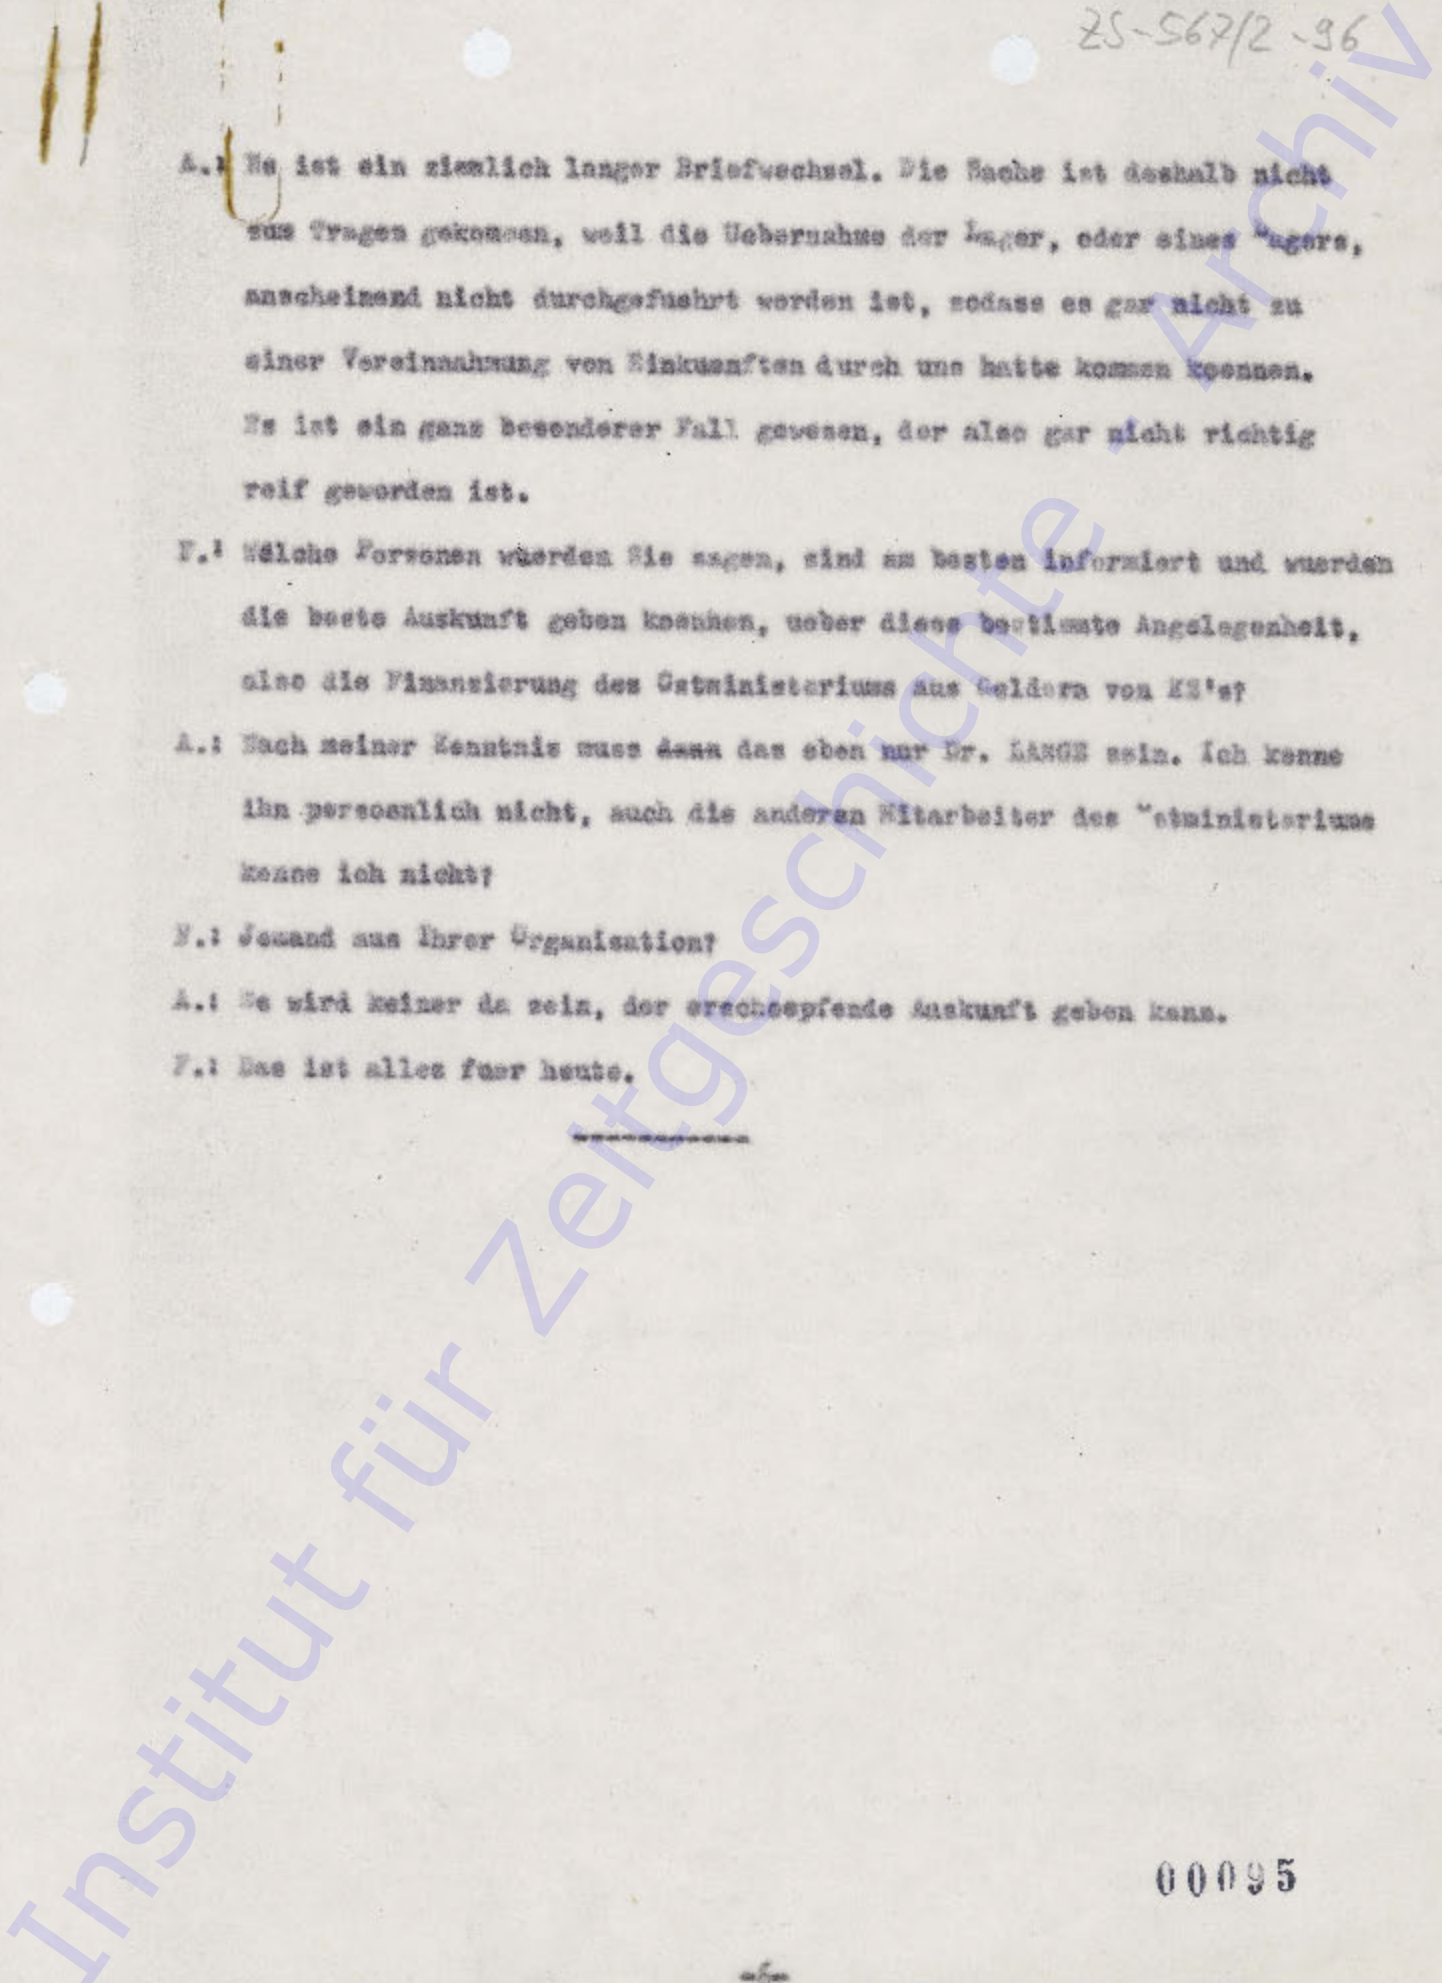 ZS-567/2 -96
A.: Es ist ein ziemlich langer Briefwechsel. Die Sache ist deshalb nicht
zum Tragen gekommen, weil die Uebernahme der Lager, oder eines Lagers,
anscheinend nicht durchgefuehrt worden ist, sodass es gar nicht zu
einer Vereinnahmung von Einkuenften durch uns hatte kommen koennen.
Es ist ein ganz besonderer Fall gewesen, der also gar nicht richtig
reif geworden ist.
F.: Welche Personen wuerden Sie sagen, sind am besten informiert und wuerden
die beste Auskunft geben koennen, ueber diese bestimmte Angelegenheit,
also die Finanzierung des Ostministeriums aus Geldern von KZ's?
A.: Nach meiner Kenntnis muss dann das eben nur Dr. LANGE sein. Ich kenne
ihn persoenlich nicht, auch die anderen Mitarbeiter des Ostministeriums
kenne ich nicht?
F.: Jemand aus Ihrer Organisation?
A.: Es wird keiner da sein, der erschoepfende Auskunft geben kann.
F.: Das ist alles fuer heute.
-----------
00095
-6-
Institut für Zeitgeschichte - Archiv